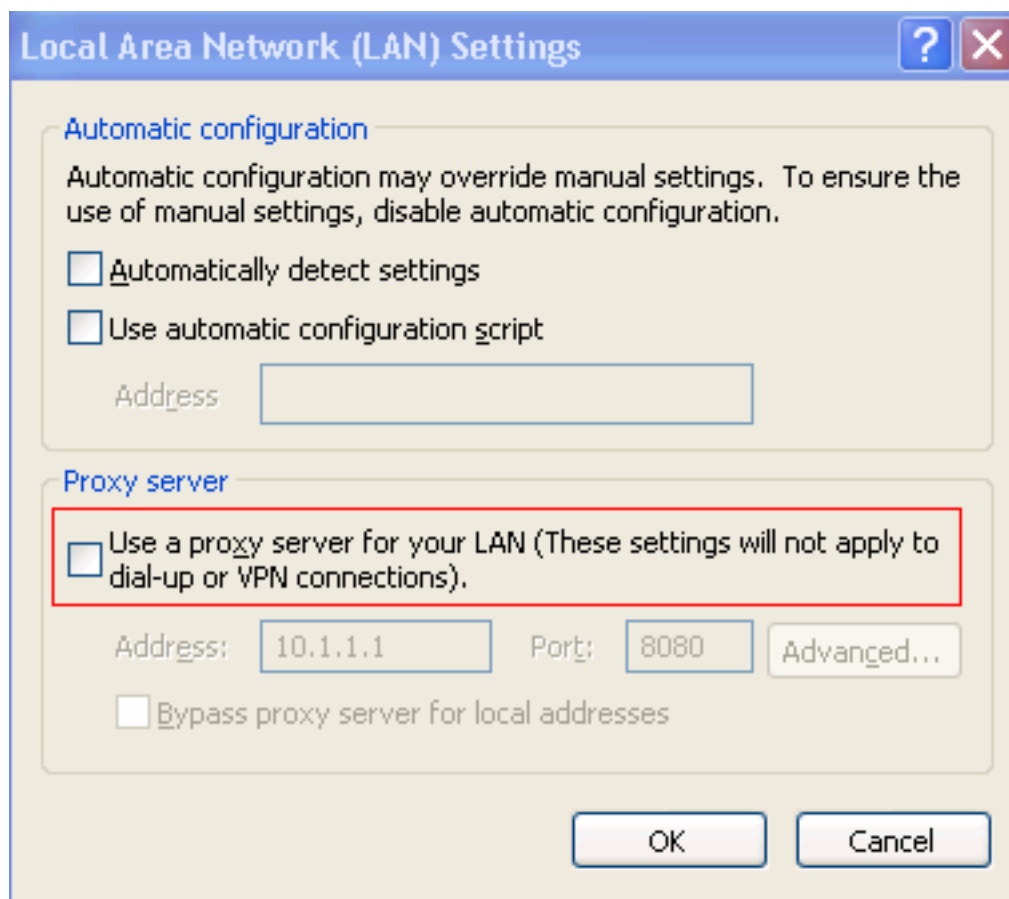 Local Area Network (LAN) Settings
Automatic configuration
Automatic configuration may override manual settings. To ensure the
use of manual settings, disable automatic configuration.
Automatically detect settings
Use automatic configuration script
Address
Proxy server
Use a proxy server for your LAN (These settings will not apply to
dial-up or VPN connections).
Address: 10.1.1.1 Port: 8080 Advanced...
Bypass proxy server for local addresses
OK Cancel